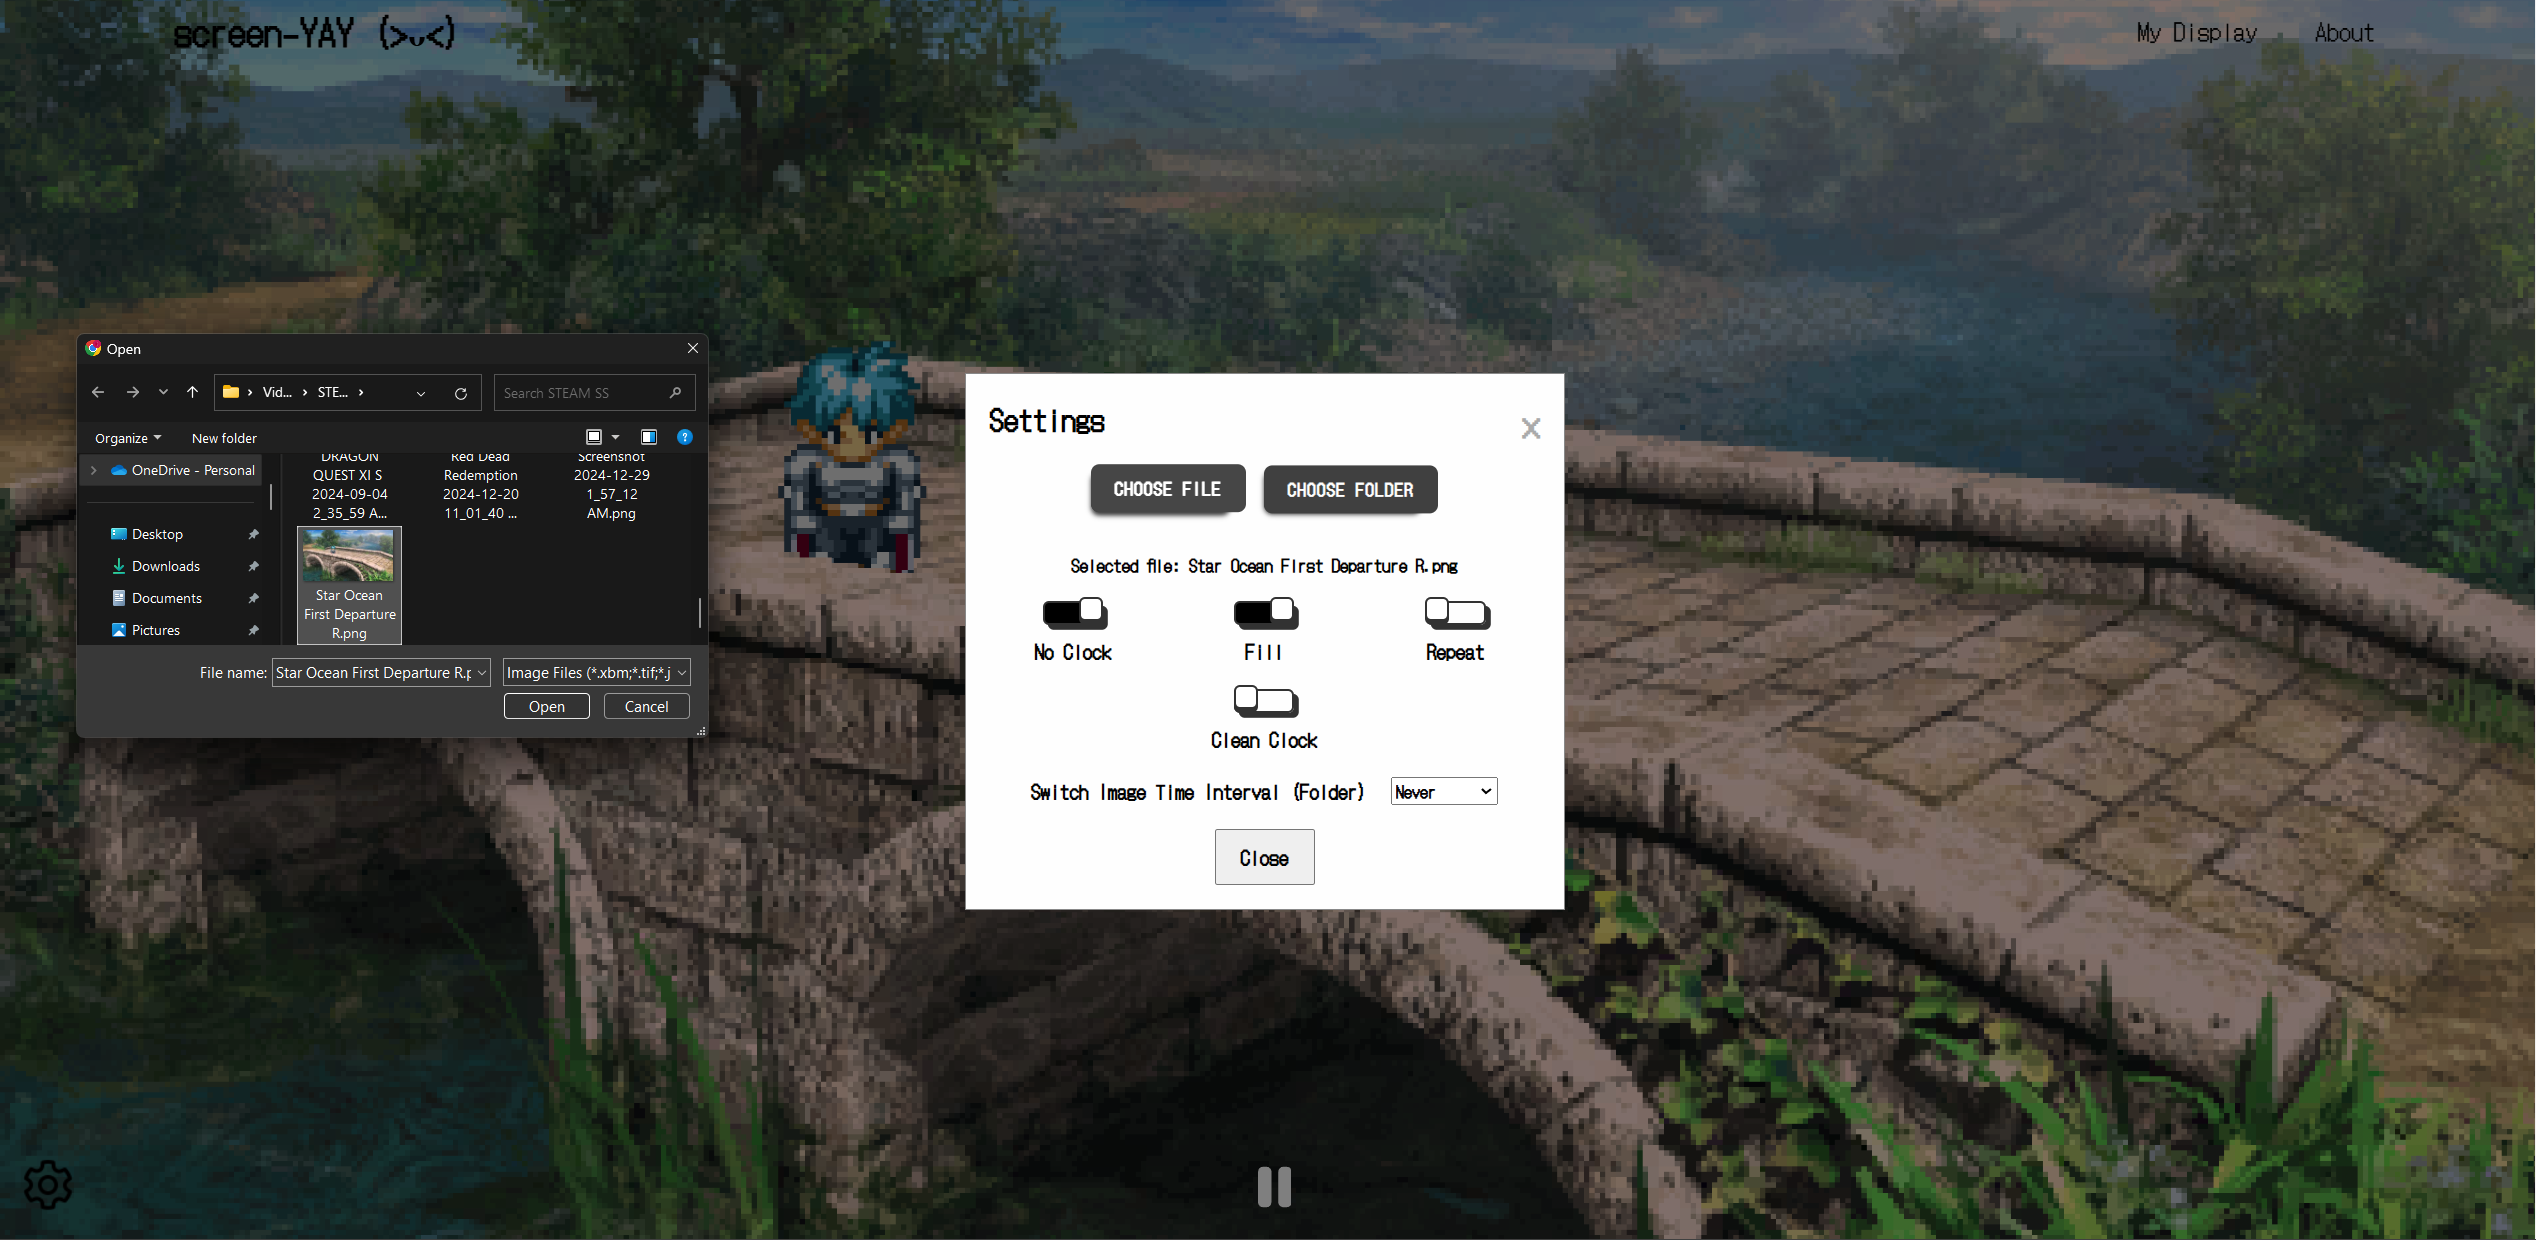 screen-YAY (>ᴗ<)
My Display
About
Open
Vid... › STE... ›
Search STEAM SS
Organize
New folder
OneDrive - Personal
Desktop
Downloads
Documents
Pictures
DRAGON
QUEST XI S
2024-09-04
2_35_59 A...
Red Dead
Redemption
2024-12-20
11_01_40 ...
Screenshot
2024-12-29
1_57_12
AM.png
Star Ocean
First Departure
R.png
File name:
Star Ocean First Departure R.p
Image Files (*.xbm;*.tif;*.j
Open
Cancel
Settings
CHOOSE FILE
CHOOSE FOLDER
Selected file: Star Ocean First Departure R.png
No Clock
Fill
Repeat
Clean Clock
Switch Image Time Interval (Folder)
Never
Close